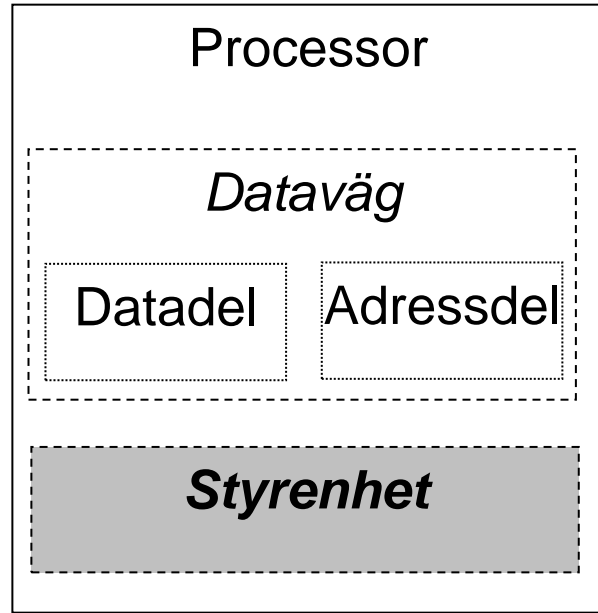 Processor
Dataväg
Datadel
Adressdel
Styrenhet